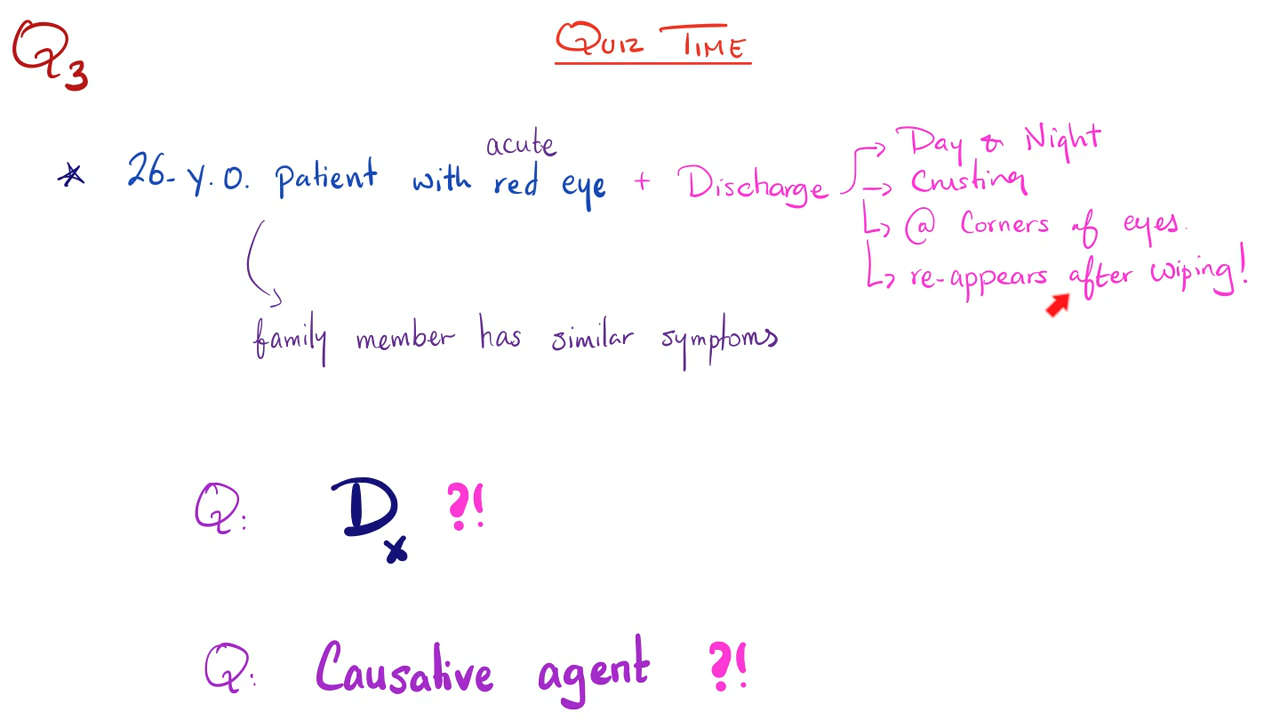 Q3
QUIZ TIME
* 26-y.o. patient with acute red eye + Discharge → Day & Night
→ Crusting
↳ @ Corners of eyes.
↳ re-appears after wiping!
family member has similar symptoms
Q: Dx ?!
Q: Causative agent ?!